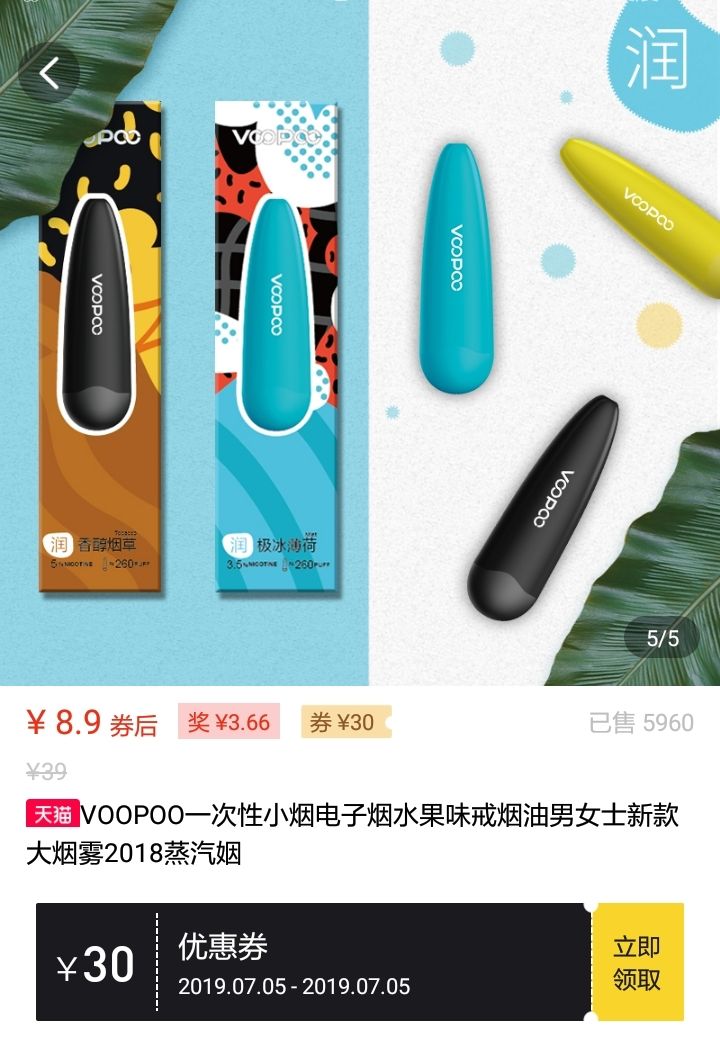 润
VOOPOO
VOOPOO
VOOPOO
VOOPOO
VOOPOO
VOOPOO
VOOPOO
Tobacco
润 香醇烟草
5% NICOTINE ≈260PUFF
润 极冰薄荷
3.5% NICOTINE ≈260PUFF
5/5
¥ 8.9 券后 奖 ¥3.66 券 ¥30 已售 5960
¥39
天猫 VOOPOO一次性小烟电子烟水果味戒烟油男女士新款
大烟雾2018蒸汽姻
¥30
优惠券
2019.07.05 - 2019.07.05
立即
领取